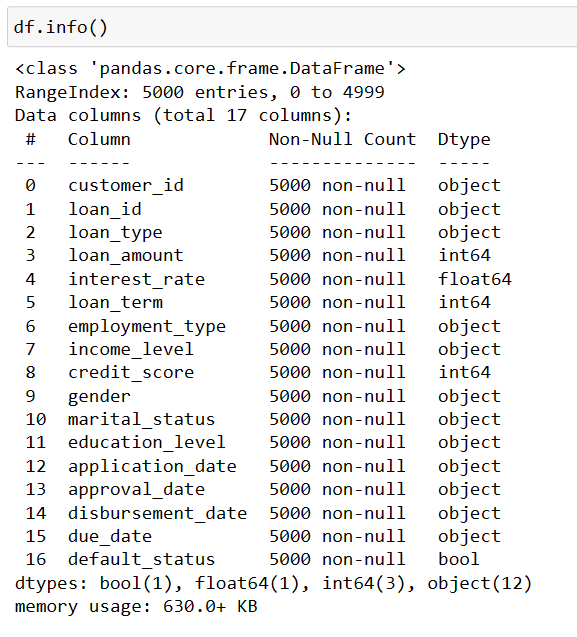 df.info()
<class 'pandas.core.frame.DataFrame'>
RangeIndex: 5000 entries, 0 to 4999
Data columns (total 17 columns):
 #   Column             Non-Null Count  Dtype
---  ------             --------------  -----
 0   customer_id        5000 non-null   object
 1   loan_id            5000 non-null   object
 2   loan_type          5000 non-null   object
 3   loan_amount        5000 non-null   int64
 4   interest_rate      5000 non-null   float64
 5   loan_term          5000 non-null   int64
 6   employment_type    5000 non-null   object
 7   income_level       5000 non-null   object
 8   credit_score       5000 non-null   int64
 9   gender             5000 non-null   object
 10  marital_status     5000 non-null   object
 11  education_level    5000 non-null   object
 12  application_date   5000 non-null   object
 13  approval_date      5000 non-null   object
 14  disbursement_date  5000 non-null   object
 15  due_date           5000 non-null   object
 16  default_status     5000 non-null   bool
dtypes: bool(1), float64(1), int64(3), object(12)
memory usage: 630.0+ KB